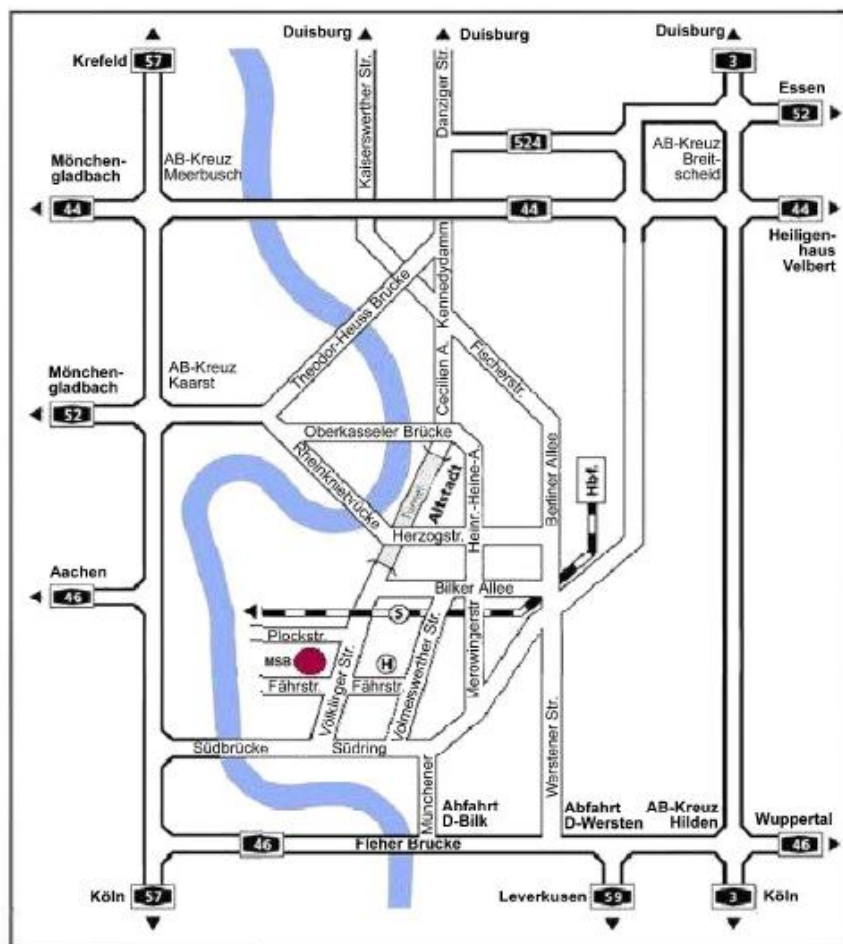 Duisburg
Duisburg
Duisburg
Krefeld
57
3
Essen
52
Kaiserswerther Str.
Danziger Str.
524
Mönchen-
gladbach
AB-Kreuz
Meerbusch
AB-Kreuz
Breit-
scheid
44
44
44
Heiligen-
haus
Velbert
Kennedydamm
Theodor-Heuss Brücke
Fischerstr.
Cecilien A.
Mönchen-
gladbach
AB-Kreuz
Kaarst
52
Oberkasseler Brücke
Rheinkniebrücke
Tunnel
Altstadt
Heinr.-Heine-A.
Berliner Allee
Hbf.
Herzogstr.
Aachen
46
Bilker Allee
S
Plockstr.
MSB
H
Fährstr.
Fährstr.
Völklinger Str.
Volmerswerther Str.
Merowingerstr
Werstener Str.
Südbrücke
Südring
Münchener
Abfahrt
D-Bilk
Abfahrt
D-Wersten
AB-Kreuz
Hilden
Wuppertal
46
Fleher Brücke
46
Köln
57
Leverkusen
59
3
Köln